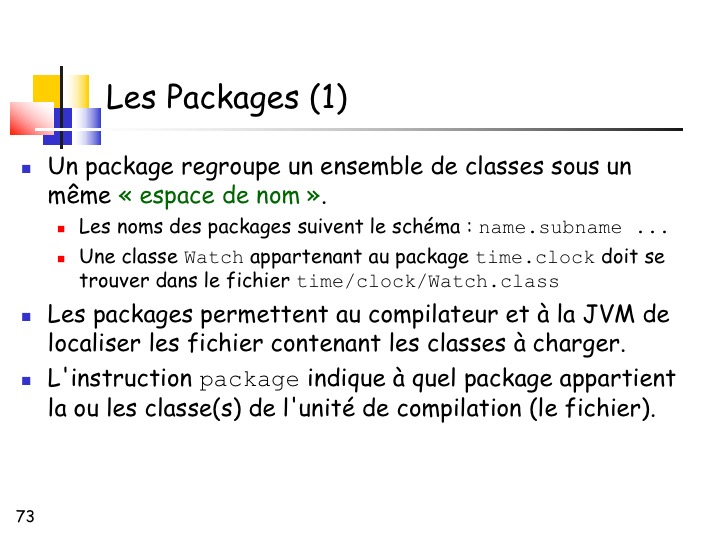 Les Packages (1)
Un package regroupe un ensemble de classes sous un
même « espace de nom ».
Les noms des packages suivent le schéma : name.subname ...
Une classe Watch appartenant au package time.clock doit se
trouver dans le fichier time/clock/Watch.class
Les packages permettent au compilateur et à la JVM de
localiser les fichier contenant les classes à charger.
L'instruction package indique à quel package appartient
la ou les classe(s) de l'unité de compilation (le fichier).
73